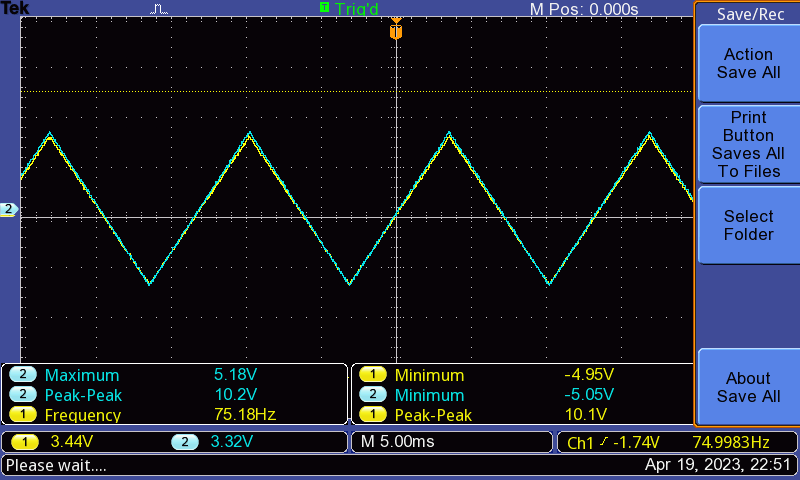 Tek T Trig'd M Pos: 0.000s Save/Rec
T
Action
Save All
Print
Button
Saves All
To Files
Select
Folder
About
Save All
2
2 Maximum 5.18V 1 Minimum -4.95V
2 Peak-Peak 10.2V 2 Minimum -5.05V
1 Frequency 75.18Hz 1 Peak-Peak 10.1V
1 3.44V 2 3.32V M 5.00ms Ch1 -1.74V 74.9983Hz
Please wait.... Apr 19, 2023, 22:51